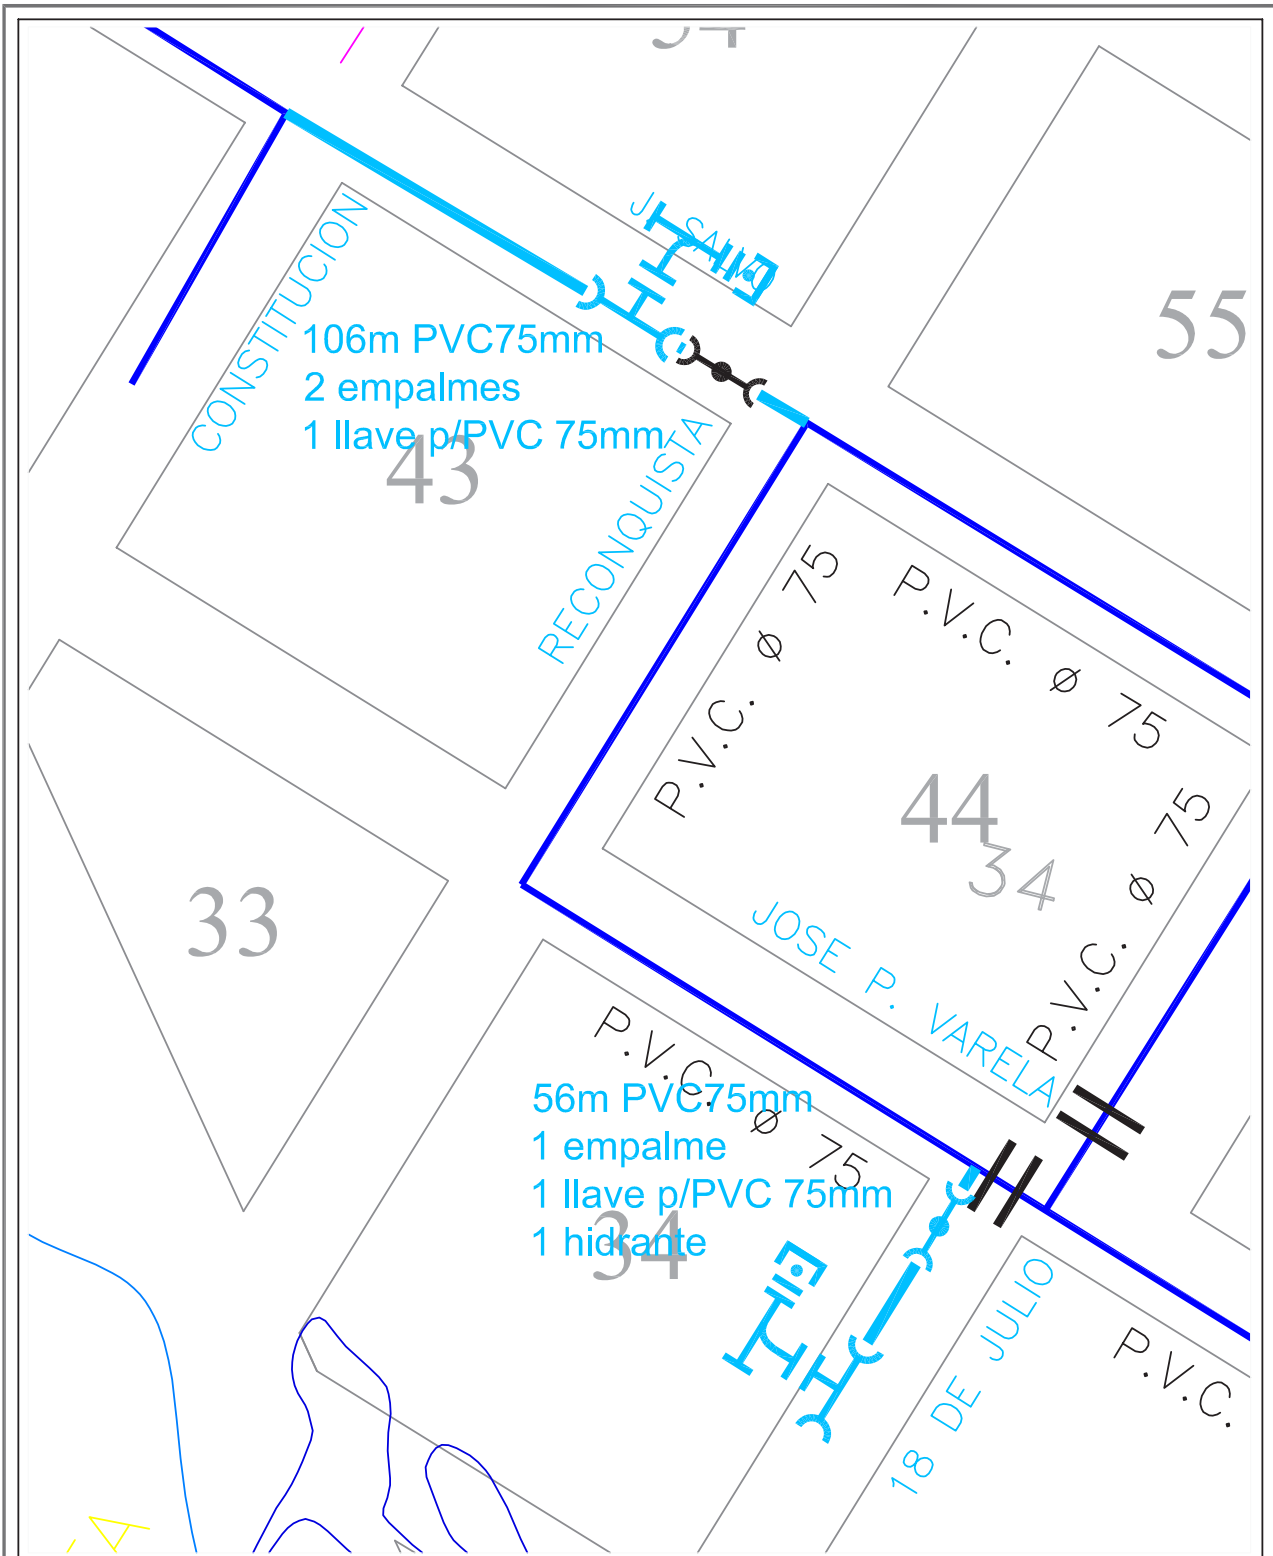 J. SALVO
55
CONSTITUCION
106m PVC75mm
2 empalmes
1 llave p/PVC 75mm
43
RECONQUISTA
P.V.C. Ø 75
P.V.C. Ø 75
44
34
P.V.C. Ø 75
33
JOSE P. VARELA
P.V.C. Ø 75
56m PVC75mm
1 empalme
1 llave p/PVC 75mm
1 hidrante
34
18 DE JULIO
P.V.C.